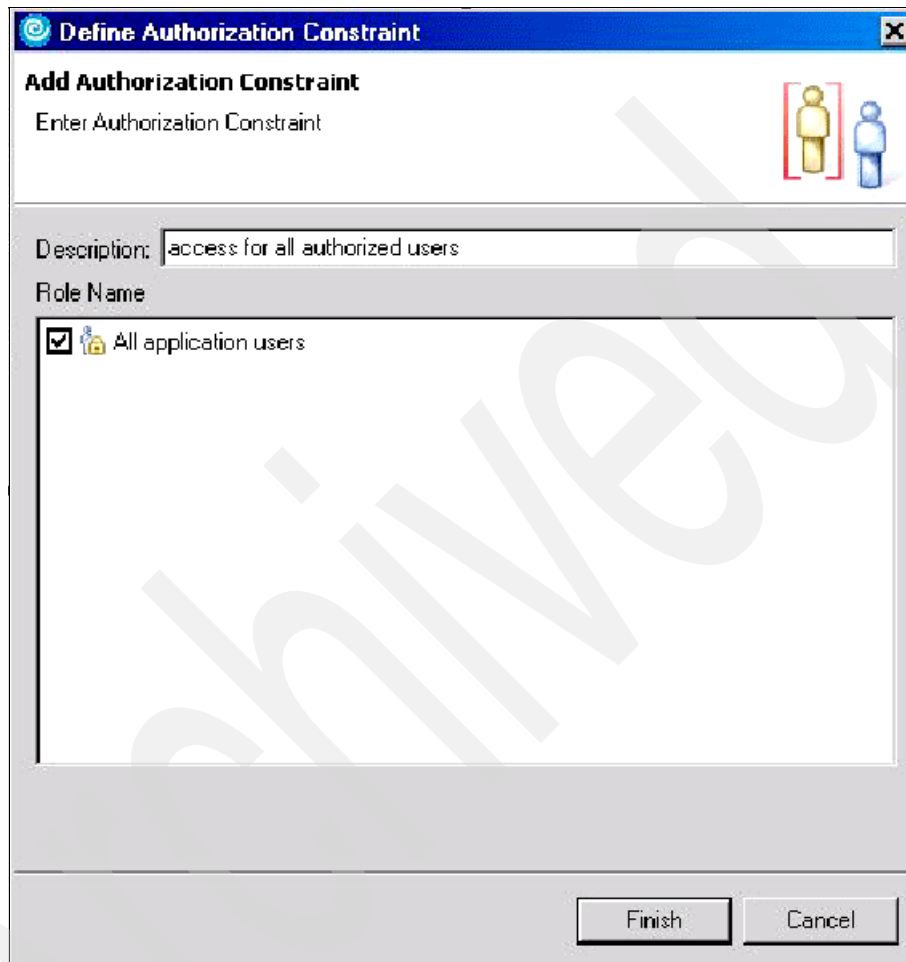 Define Authorization Constraint
Add Authorization Constraint
Enter Authorization Constraint
Description: access for all authorized users
Role Name
All application users
Finish Cancel
rchived